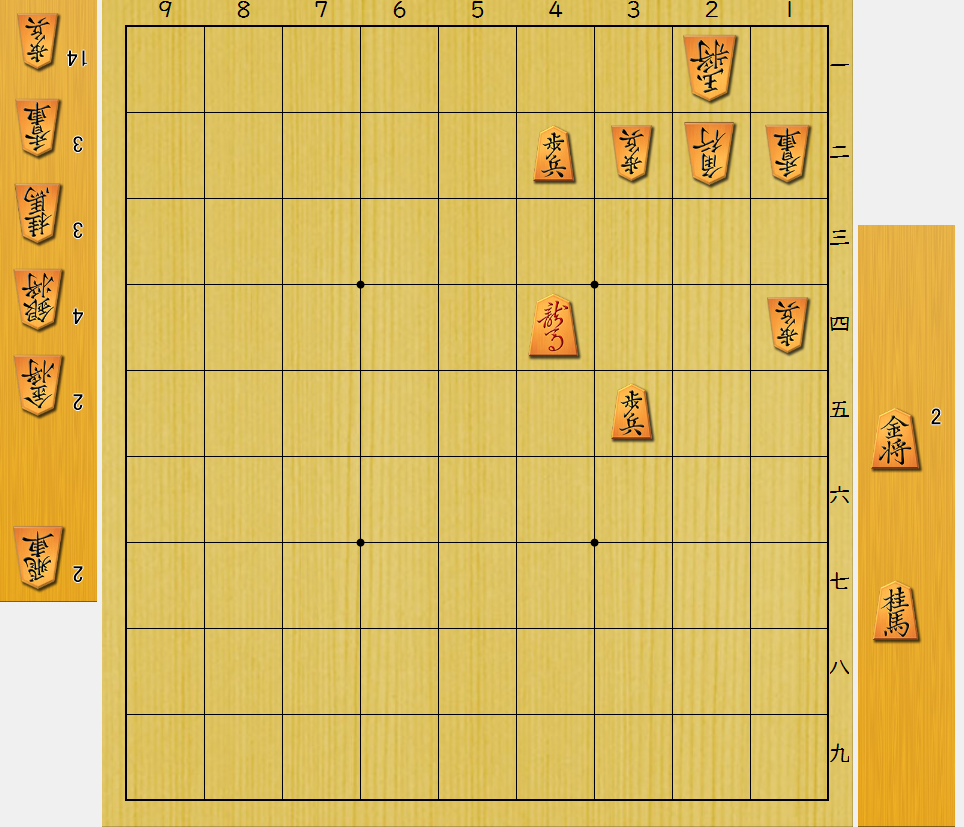 9 8 7 6 5 4 3 2 1
歩兵 14
香車 3
桂馬 3
銀将 4
金将 2
飛車 2
玉将 一
歩兵 歩兵 角行 香車 二
三
龍馬 歩兵 四
歩兵 五
六
七
八
九
金将 2
桂馬